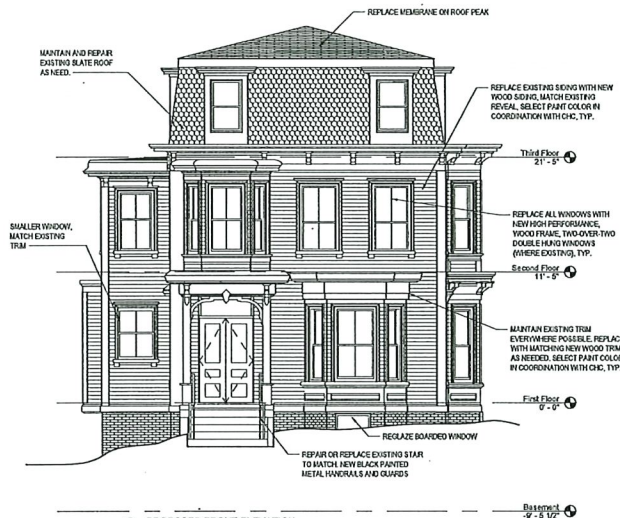 REPLACE MEMBRANE ON ROOF PEAK
MAINTAIN AND REPAIR
EXISTING SLATE ROOF
AS NEED.
REPLACE EXISTING SIDING WITH NEW
WOOD SIDING, MATCH EXISTING
REVEAL, SELECT PAINT COLOR IN
COORDINATION WITH CHC, TYP.
Third Floor
21' - 5"
SMALLER WINDOW,
MATCH EXISTING
TRIM
REPLACE ALL WINDOWS WITH
NEW HIGH PERFORMANCE,
WOOD FRAME, TWO-OVER-TWO
DOUBLE HUNG WINDOWS
(WHERE EXISTING), TYP.
Second Floor
11' - 5"
MAINTAIN EXISTING TRIM
EVERYWHERE POSSIBLE. REPLAC
WITH MATCHING NEW WOOD TRIM
AS NEEDED. SELECT PAINT COLOR
IN COORDINATION WITH CHC, TYP
First Floor
0' - 0"
REGLAZE BOARDED WINDOW
REPAIR OR REPLACE EXISTING STAIR
TO MATCH. NEW BLACK PAINTED
METAL HANDRAILS AND GUARDS
Basement
-9' - 5 1/2"